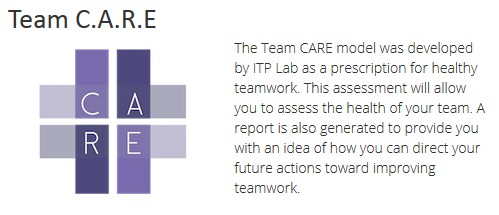 Team C.A.R.E
The Team CARE model was developed
by ITP Lab as a prescription for healthy
teamwork. This assessment will allow
you to assess the health of your team. A
report is also generated to provide you
with an idea of how you can direct your
future actions toward improving
teamwork.
C A
R E